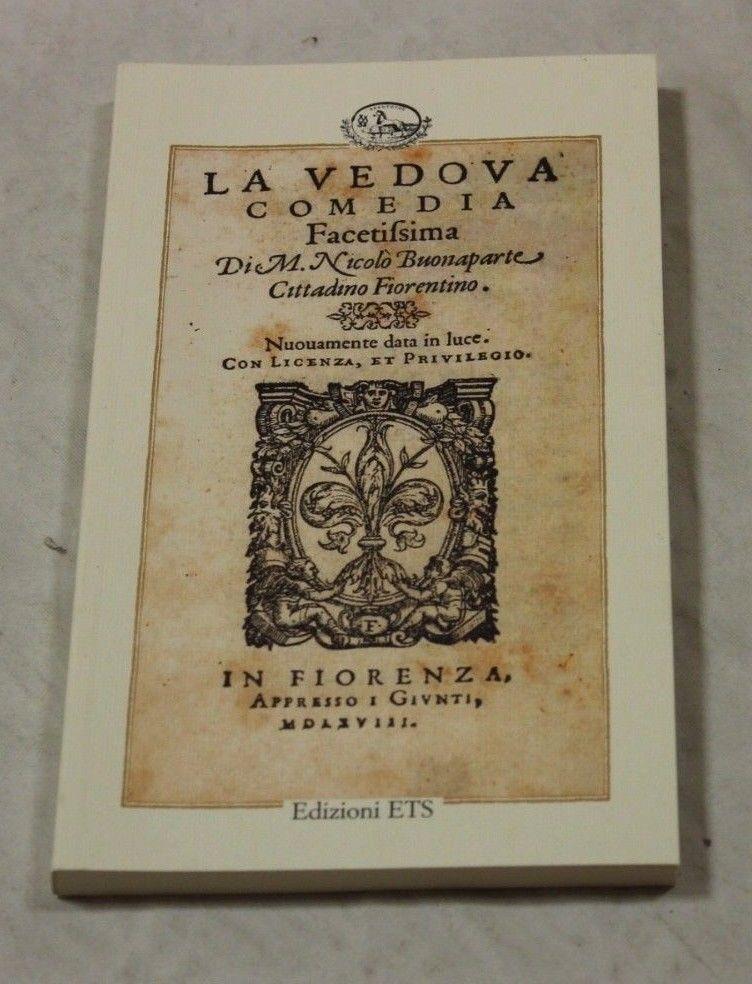 LA VEDOVA
COMEDIA
Facetiſsima
Di M. Nicolò Buonaparte
Cittadino Fiorentino.
Nuouamente data in luce.
CON LICENZA, ET PRIVILEGIO.
F
IN FIORENZA,
APPRESSO I GIVNTI,
MDLXVIII.
Edizioni ETS